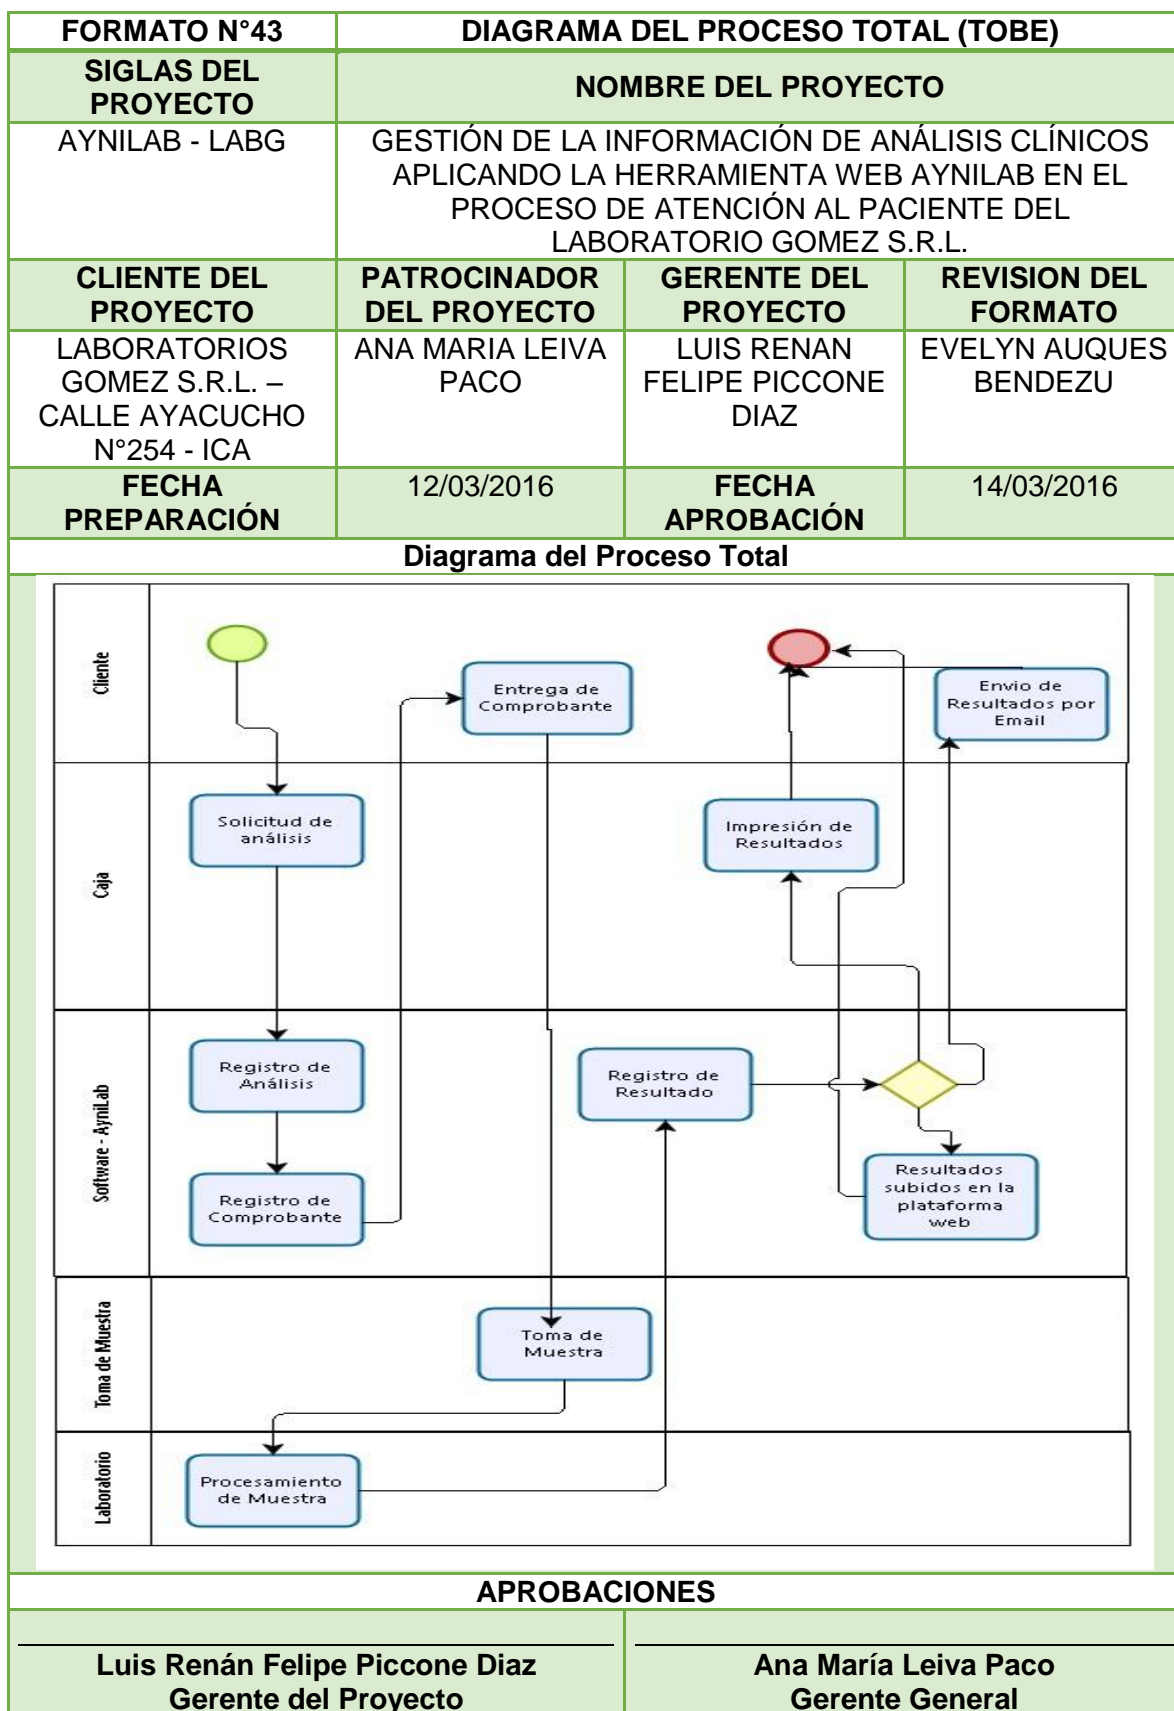 FORMATO N°43
DIAGRAMA DEL PROCESO TOTAL (TOBE)
SIGLAS DEL
PROYECTO
NOMBRE DEL PROYECTO
AYNILAB - LABG
GESTIÓN DE LA INFORMACIÓN DE ANÁLISIS CLÍNICOS
APLICANDO LA HERRAMIENTA WEB AYNILAB EN EL
PROCESO DE ATENCIÓN AL PACIENTE DEL
LABORATORIO GOMEZ S.R.L.
CLIENTE DEL
PROYECTO
PATROCINADOR
DEL PROYECTO
GERENTE DEL
PROYECTO
REVISION DEL
FORMATO
LABORATORIOS
GOMEZ S.R.L. –
CALLE AYACUCHO
N°254 - ICA
ANA MARIA LEIVA
PACO
LUIS RENAN
FELIPE PICCONE
DIAZ
EVELYN AUQUES
BENDEZU
FECHA
PREPARACIÓN
12/03/2016
FECHA
APROBACIÓN
14/03/2016
Diagrama del Proceso Total
Cliente
Entrega de
Comprobante
Envio de
Resultados por
Email
Caja
Solicitud de
análisis
Impresión de
Resultados
Software - AyniLab
Registro de
Análisis
Registro de
Resultado
Registro de
Comprobante
Resultados
subidos en la
plataforma
web
Toma de Muestra
Toma de
Muestra
Laboratorio
Procesamiento
de Muestra
APROBACIONES
Luis Renán Felipe Piccone Diaz
Gerente del Proyecto
Ana María Leiva Paco
Gerente General